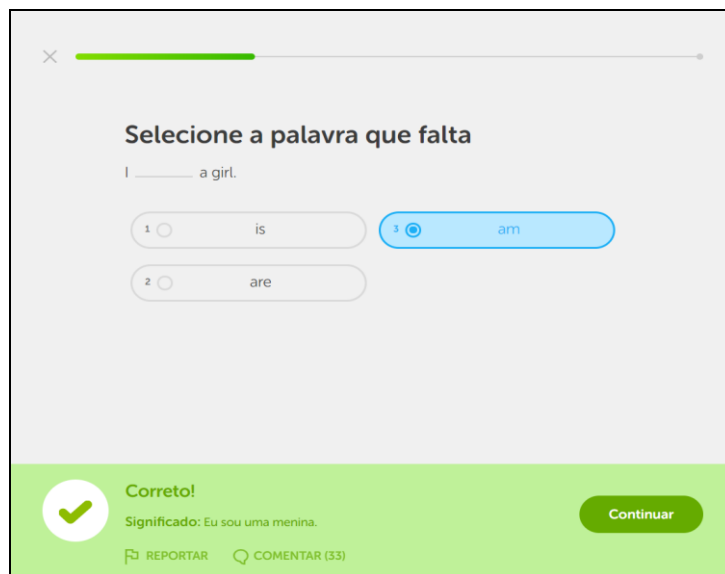 Selecione a palavra que falta
I ______ a girl.
1 is
3 am
2 are
Correto!
Significado: Eu sou uma menina.
Continuar
REPORTAR COMENTAR (33)